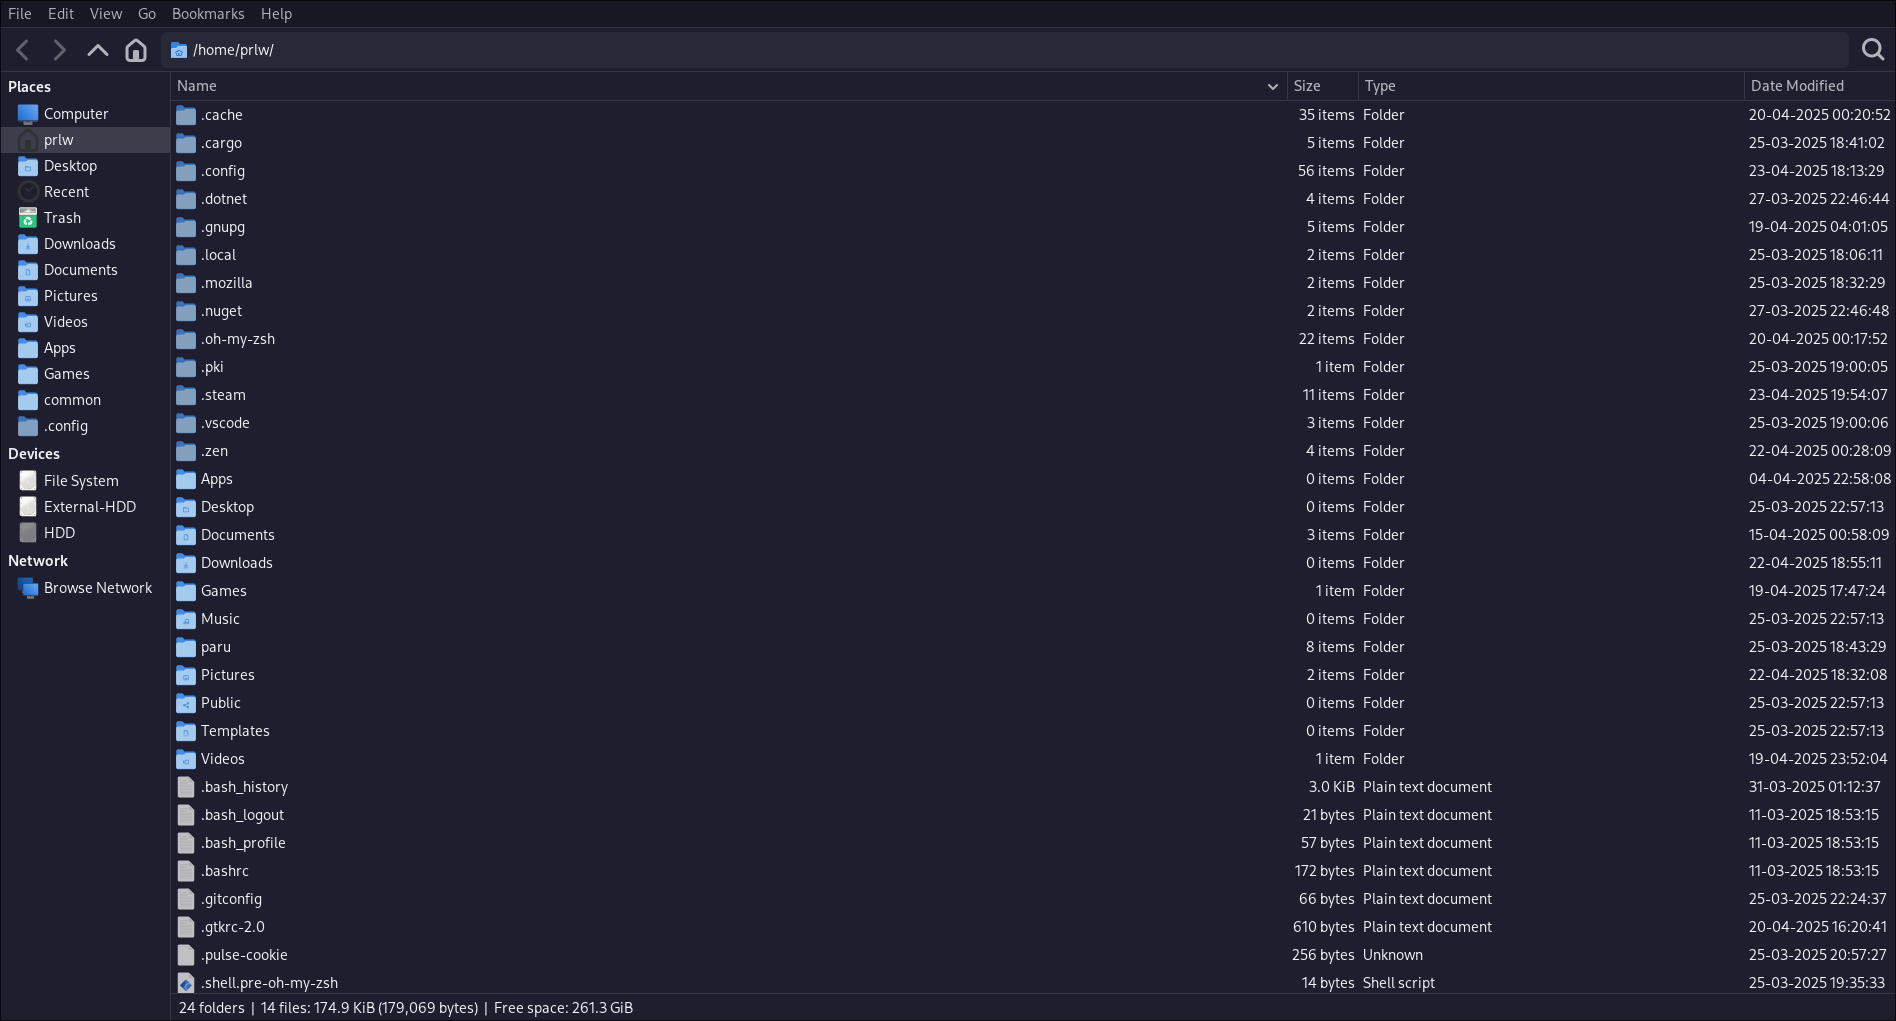 File Edit View Go Bookmarks Help
/home/prlw/
Places
Computer
prlw
Desktop
Recent
Trash
Downloads
Documents
Pictures
Videos
Apps
Games
common
.config
Devices
File System
External-HDD
HDD
Network
Browse Network
Name Size Type Date Modified
.cache 35 items Folder 20-04-2025 00:20:52
.cargo 5 items Folder 25-03-2025 18:41:02
.config 56 items Folder 23-04-2025 18:13:29
.dotnet 4 items Folder 27-03-2025 22:46:44
.gnupg 5 items Folder 19-04-2025 04:01:05
.local 2 items Folder 25-03-2025 18:06:11
.mozilla 2 items Folder 25-03-2025 18:32:29
.nuget 2 items Folder 27-03-2025 22:46:48
.oh-my-zsh 22 items Folder 20-04-2025 00:17:52
.pki 1 item Folder 25-03-2025 19:00:05
.steam 11 items Folder 23-04-2025 19:54:07
.vscode 3 items Folder 25-03-2025 19:00:06
.zen 4 items Folder 22-04-2025 00:28:09
Apps 0 items Folder 04-04-2025 22:58:08
Desktop 0 items Folder 25-03-2025 22:57:13
Documents 3 items Folder 15-04-2025 00:58:09
Downloads 0 items Folder 22-04-2025 18:55:11
Games 1 item Folder 19-04-2025 17:47:24
Music 0 items Folder 25-03-2025 22:57:13
paru 8 items Folder 25-03-2025 18:43:29
Pictures 2 items Folder 22-04-2025 18:32:08
Public 0 items Folder 25-03-2025 22:57:13
Templates 0 items Folder 25-03-2025 22:57:13
Videos 1 item Folder 19-04-2025 23:52:04
.bash_history 3.0 KiB Plain text document 31-03-2025 01:12:37
.bash_logout 21 bytes Plain text document 11-03-2025 18:53:15
.bash_profile 57 bytes Plain text document 11-03-2025 18:53:15
.bashrc 172 bytes Plain text document 11-03-2025 18:53:15
.gitconfig 66 bytes Plain text document 25-03-2025 22:24:37
.gtkrc-2.0 610 bytes Plain text document 20-04-2025 16:20:41
.pulse-cookie 256 bytes Unknown 25-03-2025 20:57:27
.shell.pre-oh-my-zsh 14 bytes Shell script 25-03-2025 19:35:33
24 folders | 14 files: 174.9 KiB (179,069 bytes) | Free space: 261.3 GiB